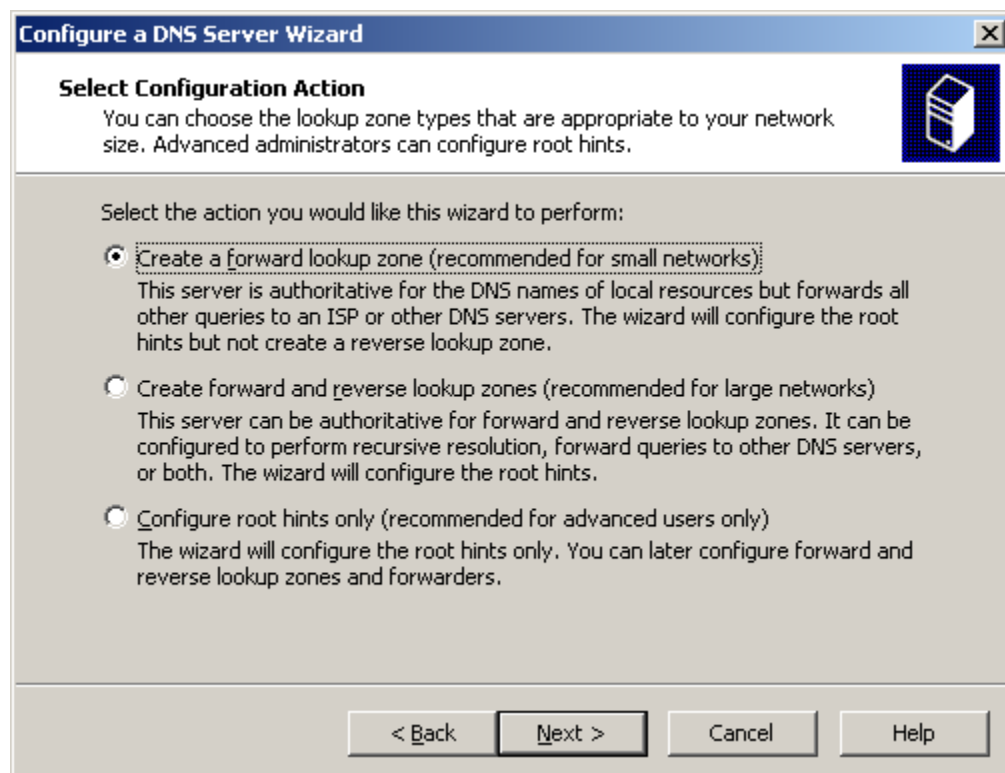 Configure a DNS Server Wizard
Select Configuration Action
You can choose the lookup zone types that are appropriate to your network
size. Advanced administrators can configure root hints.
Select the action you would like this wizard to perform:
Create a forward lookup zone (recommended for small networks)
This server is authoritative for the DNS names of local resources but forwards all
other queries to an ISP or other DNS servers. The wizard will configure the root
hints but not create a reverse lookup zone.
Create forward and reverse lookup zones (recommended for large networks)
This server can be authoritative for forward and reverse lookup zones. It can be
configured to perform recursive resolution, forward queries to other DNS servers,
or both. The wizard will configure the root hints.
Configure root hints only (recommended for advanced users only)
The wizard will configure the root hints only. You can later configure forward and
reverse lookup zones and forwarders.
< Back Next > Cancel Help